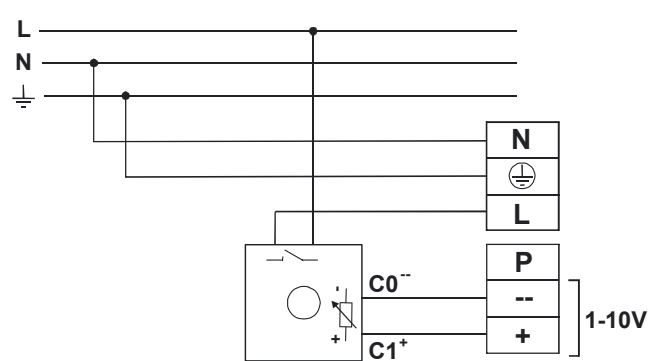 L
N
N
L
P
C0--
--
-
1-10V
+
+
C1+